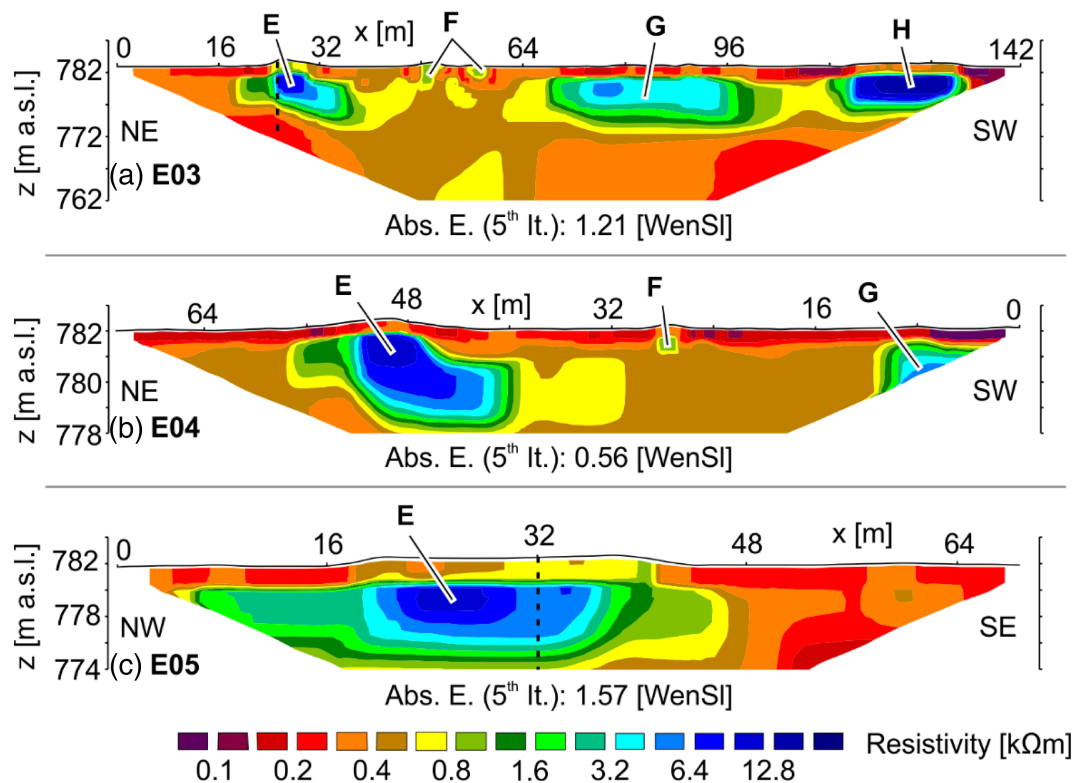 E F G H
0 16 32 x [m] 64 96 142
z [m a.s.l.]
782
772
762
NE SW
(a) E03
Abs. E. (5th It.): 1.21 [WenSl]
E F G
64 48 x [m] 32 16 0
z [m a.s.l.]
782
780
778
NE SW
(b) E04
Abs. E. (5th It.): 0.56 [WenSl]
E
0 16 32 48 x [m] 64
z [m a.s.l.]
782
778
774
NW SE
(c) E05
Abs. E. (5th It.): 1.57 [WenSl]
Resistivity [kΩm]
0.1 0.2 0.4 0.8 1.6 3.2 6.4 12.8